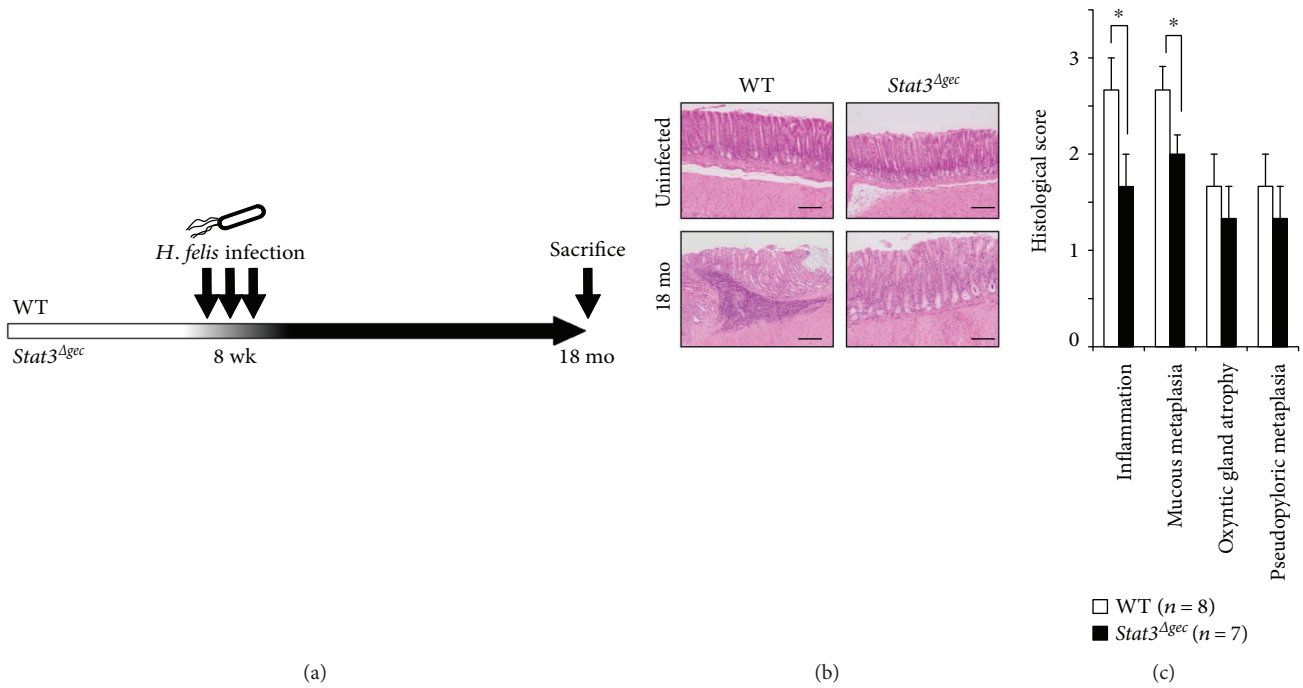 H. felis infection
Sacrifice
WT
Stat3Δgec
8 wk
18 mo
(a)
WT
Stat3Δgec
Uninfected
18 mo
(b)
Histological score
3
2
1
0
*
*
Inflammation
Mucous metaplasia
Oxyntic gland atrophy
Pseudopyloric metaplasia
WT (n = 8)
Stat3Δgec (n = 7)
(c)